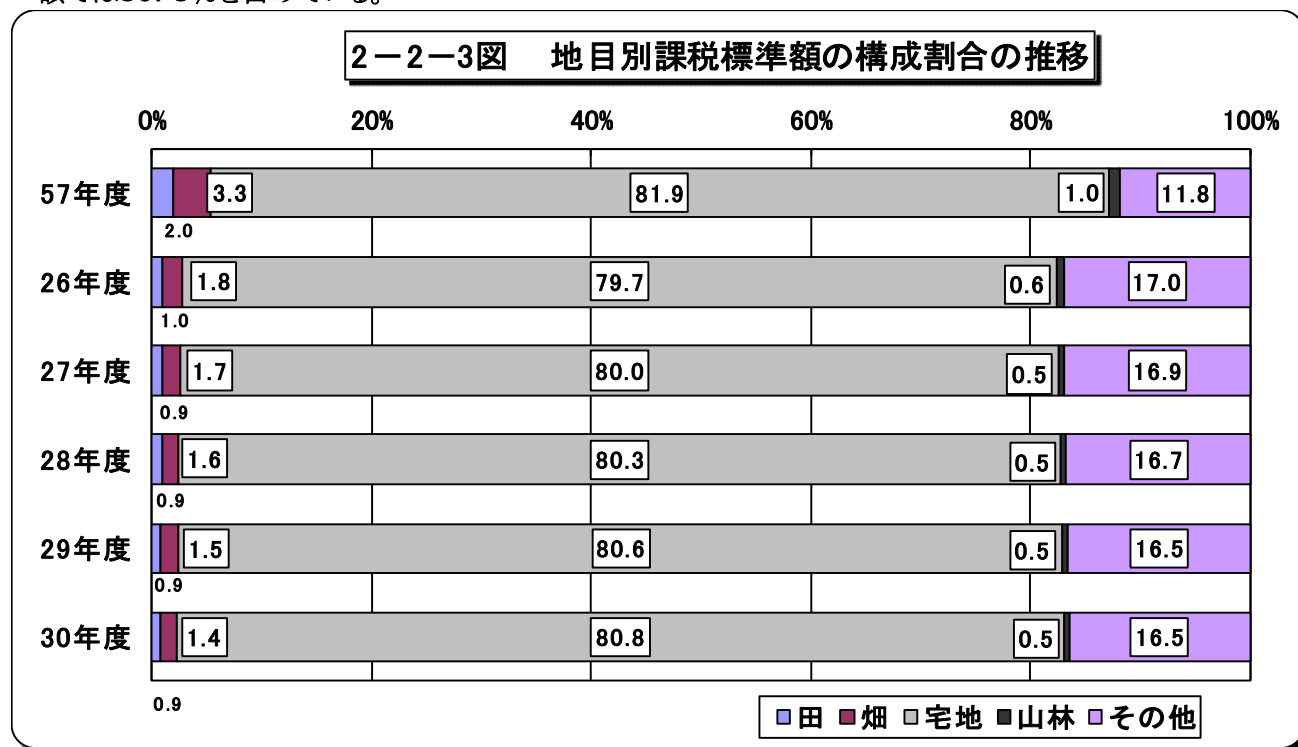 2－2－3図 地目別課税標準額の構成割合の推移
0% 20% 40% 60% 80% 100%
57年度 3.3 81.9 1.0 11.8
2.0
26年度 1.8 79.7 0.6 17.0
1.0
27年度 1.7 80.0 0.5 16.9
0.9
28年度 1.6 80.3 0.5 16.7
0.9
29年度 1.5 80.6 0.5 16.5
0.9
30年度 1.4 80.8 0.5 16.5
0.9
田 畑 宅地 山林 その他